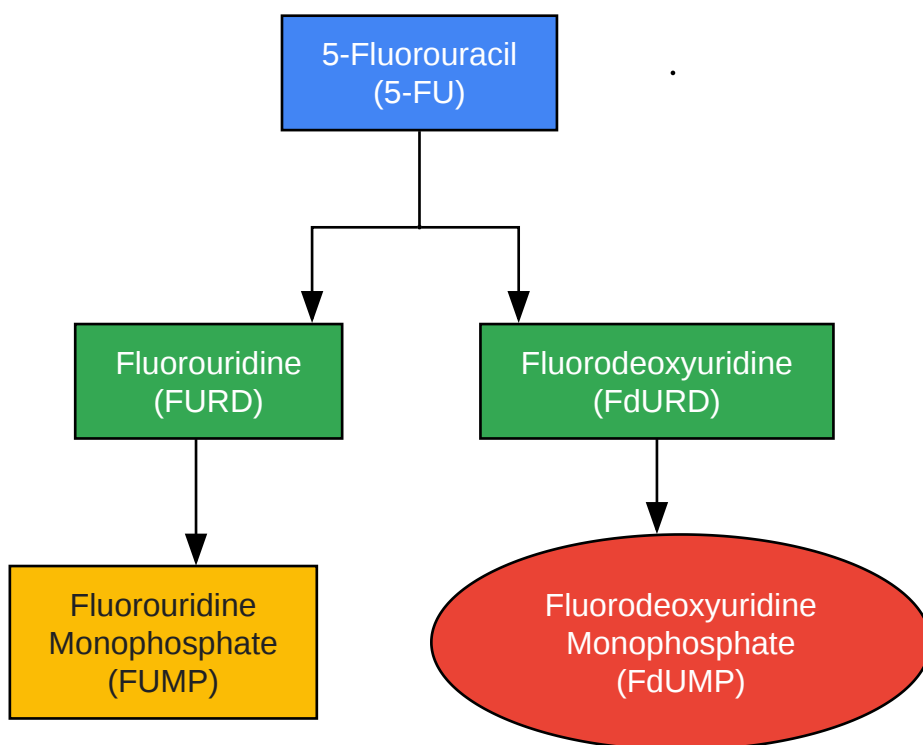 5-Fluorouracil
(5-FU)
.
Fluorouridine
(FURD)
Fluorodeoxyuridine
(FdURD)
Fluorouridine
Monophosphate
(FUMP)
Fluorodeoxyuridine
Monophosphate
(FdUMP)